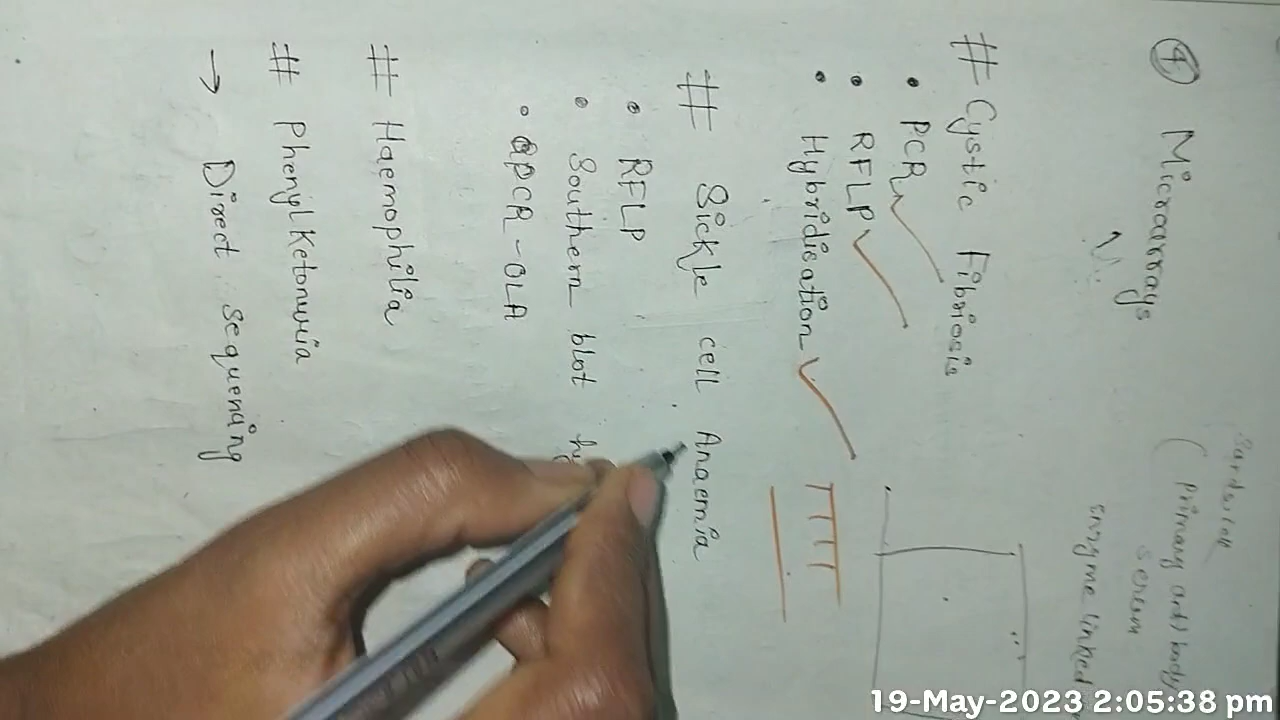 ④ Microarrays
# Cystic Fibriosis
• PCR
• RFLP
• Hybridisation
# Sickle cell Anaemia
• RFLP
• Southern blot
• PCR-OLA
# Haemophilia
# Phenyl Ketonuria
→ Direct sequencing
(Primary antibody
serum
Enzyme linked
19-May-2023 2:05:38 pm